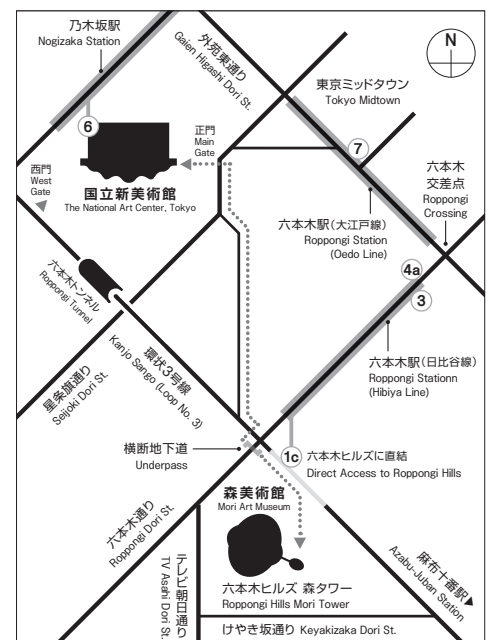 乃木坂駅
Nogizaka Station
外苑東通り
Gaien Higashi Dori St.
N
東京ミッドタウン
Tokyo Midtown
6
正門
Main
Gate
7
西門
West
Gate
国立新美術館
The National Art Center, Tokyo
六本木
交差点
Roppongi
Crossing
六本木駅（大江戸線）
Roppongi Station
(Oedo Line)
4a
3
六本木トンネル
Roppongi Tunnel
環状3号線
Kanjo Sango (Loop No. 3)
星条旗通り
Seijoki Dori St.
六本木駅（日比谷線）
Roppongi Stationn
(Hibiya Line)
横断地下道
Underpass
1c
六本木ヒルズに直結
Direct Access to Roppongi Hills
森美術館
Mori Art Museum
六本木通り
Roppongi Dori St.
テレビ朝日通り
TV Asahi Dori St.
六本木ヒルズ 森タワー
Roppongi Hills Mori Tower
麻布十番駅
Azabu-Juban Station
けやき坂通り Keyakizaka Dori St.